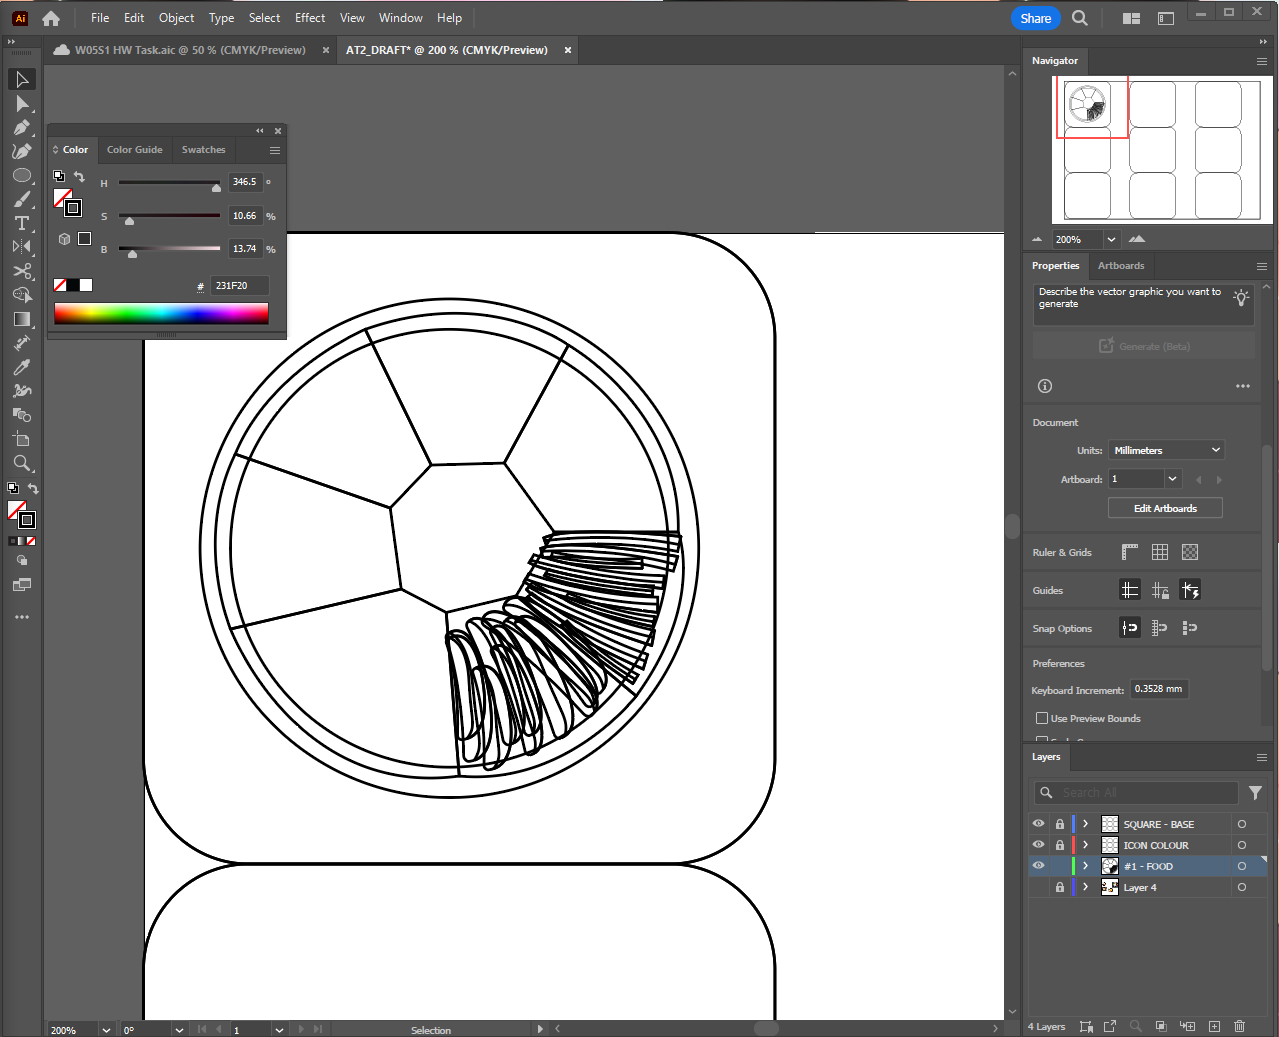 Ai File Edit Object Type Select Effect View Window Help Share
W05S1 HW Task.aic @ 50 % (CMYK/Preview) × AT2_DRAFT* @ 200 % (CMYK/Preview) ×
Navigator
200%
Color Color Guide Swatches
H 346.5 °
S 10.66 %
B 13.74 %
# 231F20
Properties Artboards
Describe the vector graphic you want to
generate
Generate (Beta)
Document
Units: Millimeters
Artboard: 1
Edit Artboards
Ruler & Grids
Guides
Snap Options
Preferences
Keyboard Increment: 0.3528 mm
Use Preview Bounds
Layers
Search All
SQUARE - BASE
ICON COLOUR
#1 - FOOD
Layer 4
4 Layers
200% 0° 1 Selection